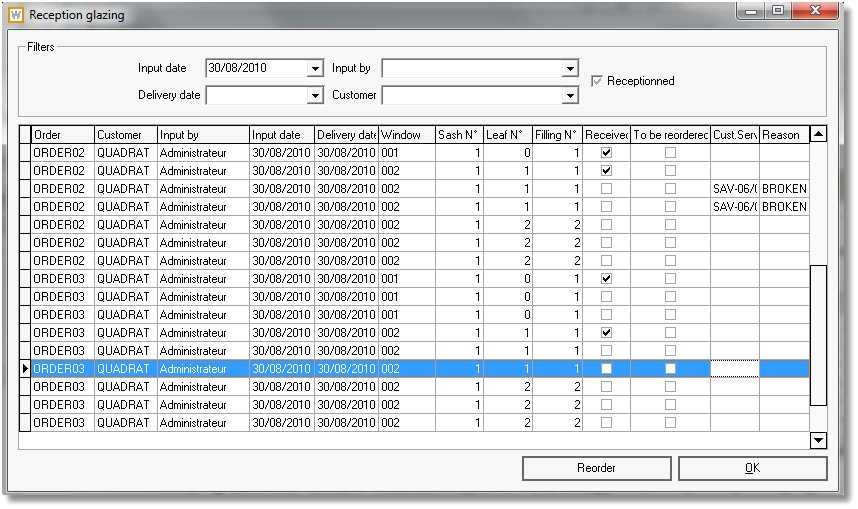 Reception glazing
Filters
Input date 30/08/2010 Input by Receptionned
Delivery date Customer
Order Customer Input by Input date Delivery date Window Sash N° Leaf N° Filling N° Received To be reordered Cust.Serv Reason
ORDER02 QUADRAT Administrateur 30/08/2010 30/08/2010 001 1 0 1
ORDER02 QUADRAT Administrateur 30/08/2010 30/08/2010 002 1 1 1
ORDER02 QUADRAT Administrateur 30/08/2010 30/08/2010 002 1 1 1 SAV-06/0 BROKEN
ORDER02 QUADRAT Administrateur 30/08/2010 30/08/2010 002 1 1 1 SAV-06/0 BROKEN
ORDER02 QUADRAT Administrateur 30/08/2010 30/08/2010 002 1 2 2
ORDER02 QUADRAT Administrateur 30/08/2010 30/08/2010 002 1 2 2
ORDER02 QUADRAT Administrateur 30/08/2010 30/08/2010 002 1 2 2
ORDER03 QUADRAT Administrateur 30/08/2010 30/08/2010 001 1 0 1
ORDER03 QUADRAT Administrateur 30/08/2010 30/08/2010 001 1 0 1
ORDER03 QUADRAT Administrateur 30/08/2010 30/08/2010 001 1 0 1
ORDER03 QUADRAT Administrateur 30/08/2010 30/08/2010 002 1 1 1
ORDER03 QUADRAT Administrateur 30/08/2010 30/08/2010 002 1 1 1
ORDER03 QUADRAT Administrateur 30/08/2010 30/08/2010 002 1 1 1
ORDER03 QUADRAT Administrateur 30/08/2010 30/08/2010 002 1 2 2
ORDER03 QUADRAT Administrateur 30/08/2010 30/08/2010 002 1 2 2
ORDER03 QUADRAT Administrateur 30/08/2010 30/08/2010 002 1 2 2
Reorder OK